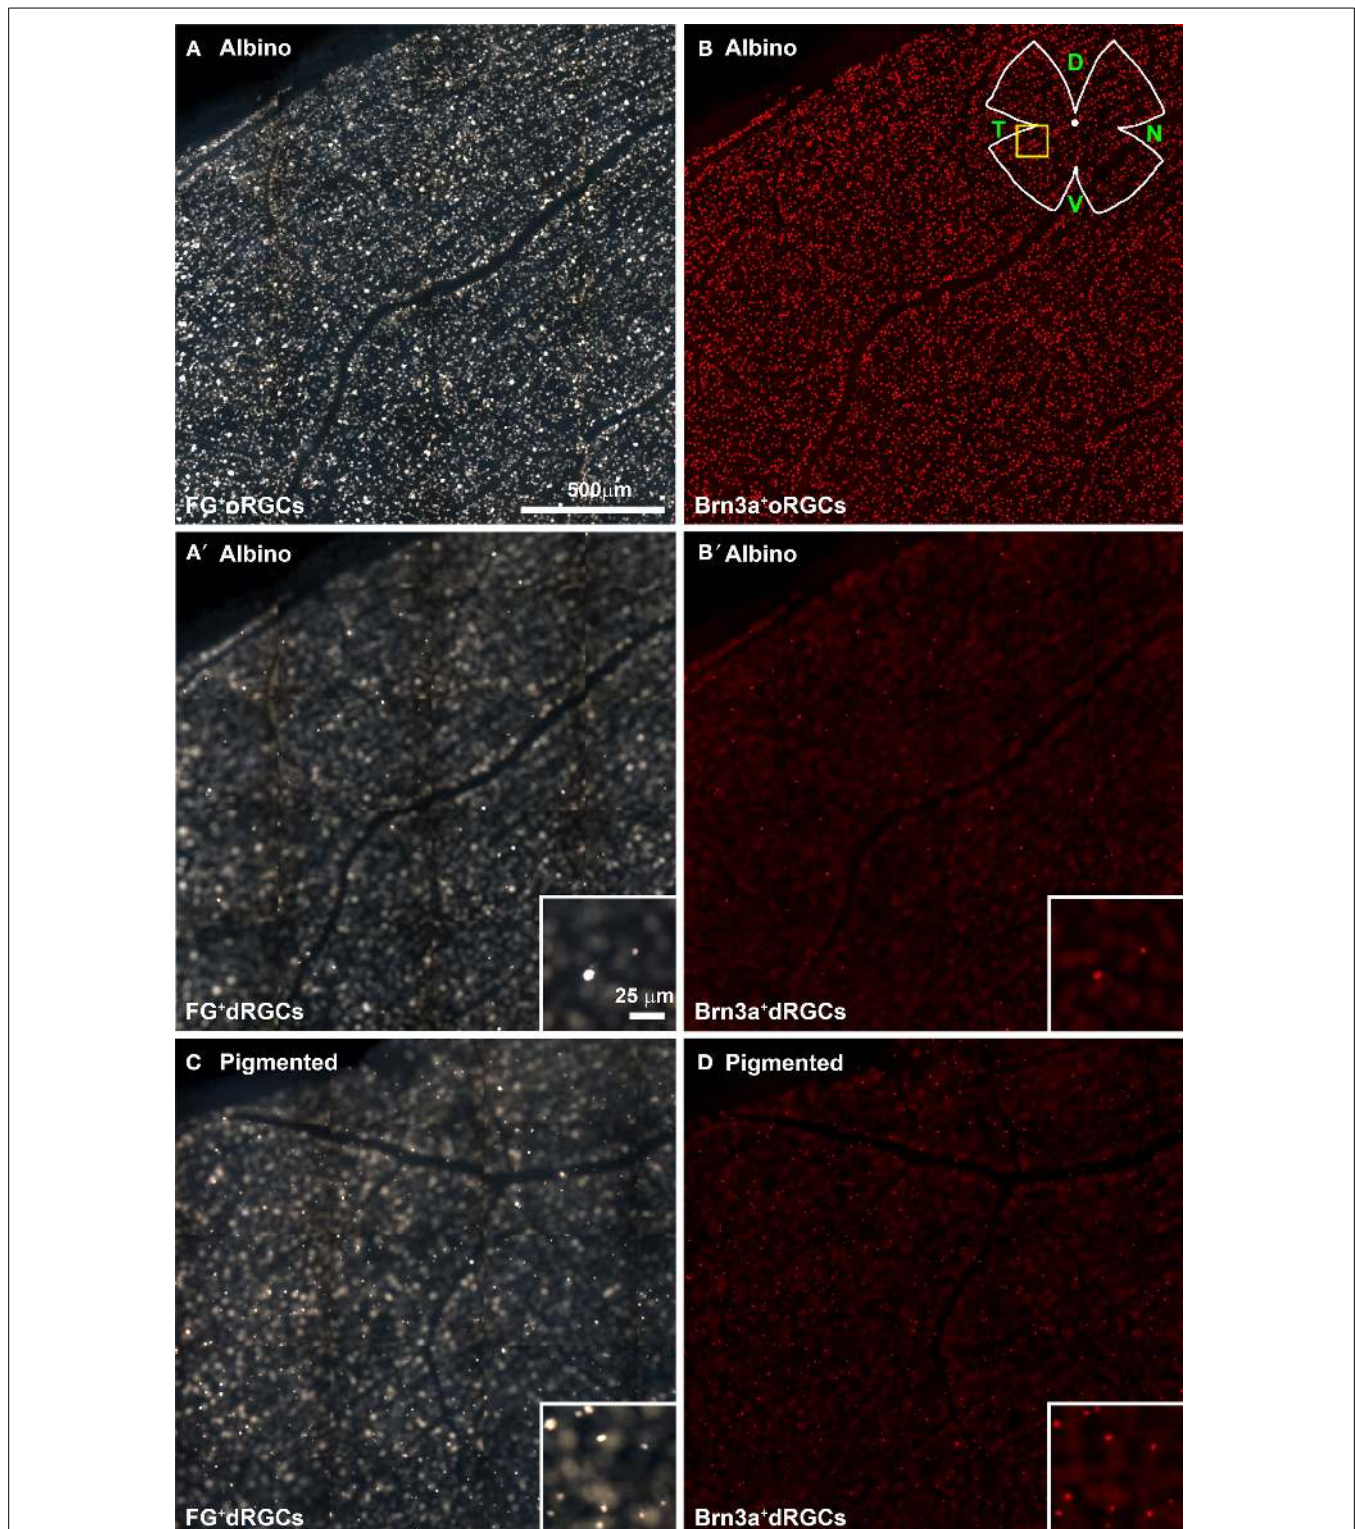 A Albino
B Albino
D
T
N
V
500μm
FG⁺oRGCs
Brn3a⁺oRGCs
A′ Albino
B′ Albino
25 μm
FG⁺dRGCs
Brn3a⁺dRGCs
C Pigmented
D Pigmented
FG⁺dRGCs
Brn3a⁺dRGCs